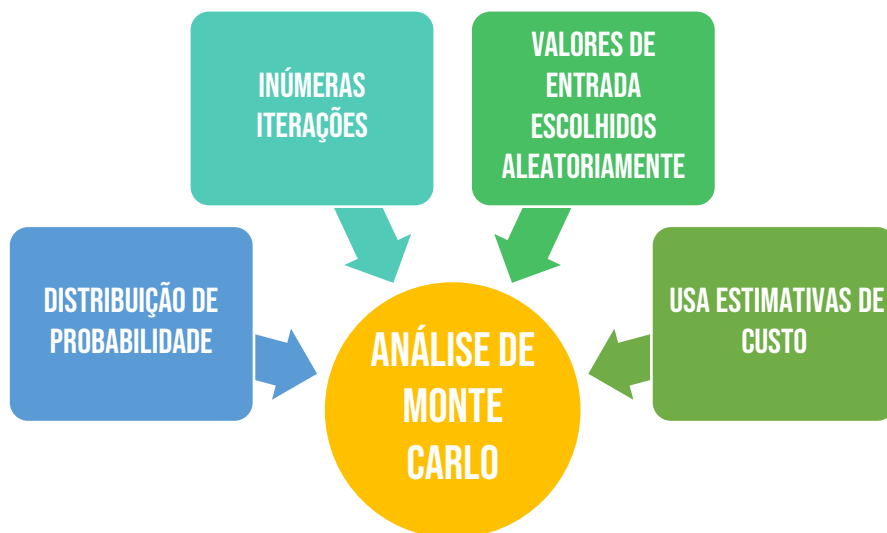 INÚMERAS
ITERAÇÕES
VALORES DE
ENTRADA
ESCOLHIDOS
ALEATORIAMENTE
DISTRIBUIÇÃO DE
PROBABILIDADE
USA ESTIMATIVAS DE
CUSTO
ANÁLISE DE
MONTE
CARLO